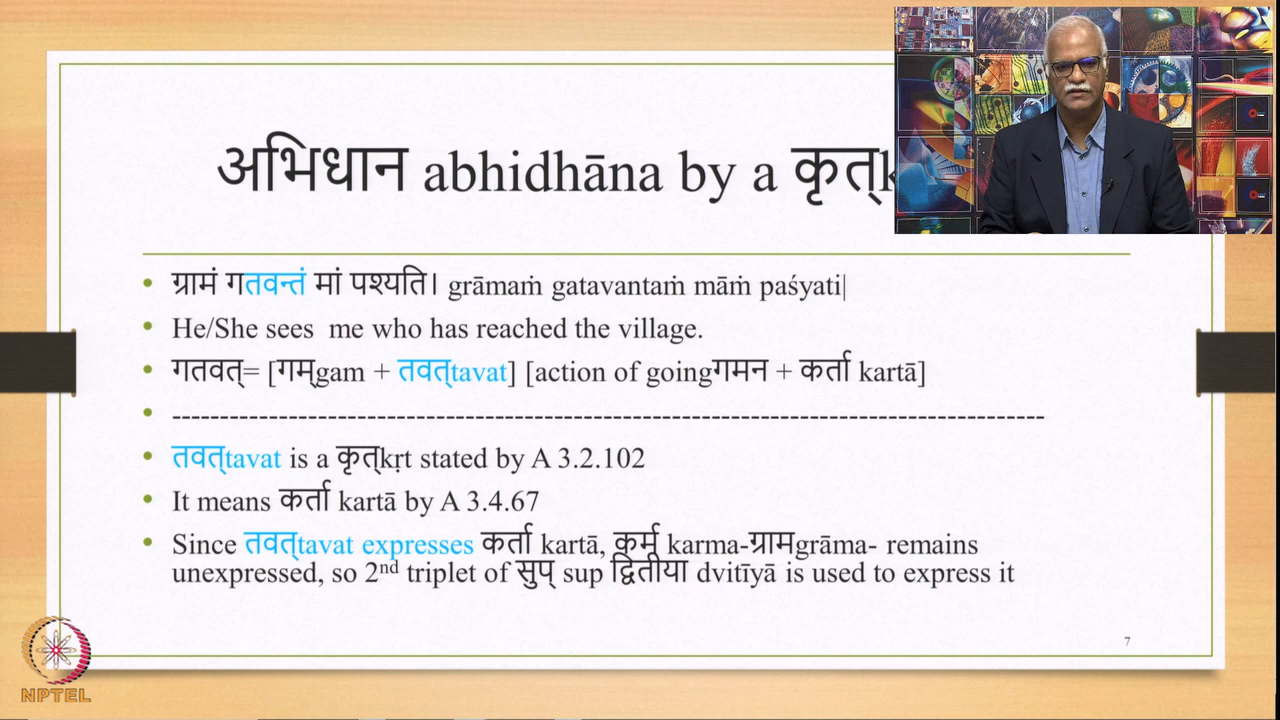 अभिधान abhidhāna by a कृत्k
ग्रामं गतवन्तं मां पश्यति। grāmaṁ gatavantaṁ māṁ paśyati|
He/She sees me who has reached the village.
गतवत्= [गम्gam + तवत्tavat] [action of goingगमन + कर्ता kartā]
---------------------------------------------------------------------------------------
तवत्tavat is a कृत्kṛt stated by A 3.2.102
It means कर्ता kartā by A 3.4.67
Since तवत्tavat expresses कर्ता kartā, कर्म karma-ग्रामgrāma- remains
unexpressed, so 2nd triplet of सुप् sup द्वितीया dvitīyā is used to express it
7
NPTEL